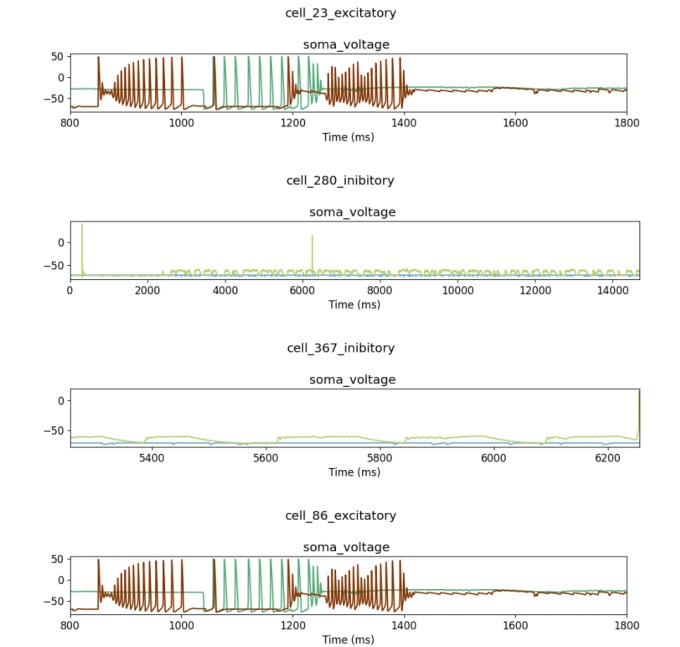 cell_23_excitatory
soma_voltage
50
0
−50
800 1000 1200 1400 1600 1800
Time (ms)
cell_280_inibitory
soma_voltage
0
−50
0 2000 4000 6000 8000 10000 12000 14000
Time (ms)
cell_367_inibitory
soma_voltage
0
−50
5400 5600 5800 6000 6200
Time (ms)
cell_86_excitatory
soma_voltage
50
0
−50
800 1000 1200 1400 1600 1800
Time (ms)